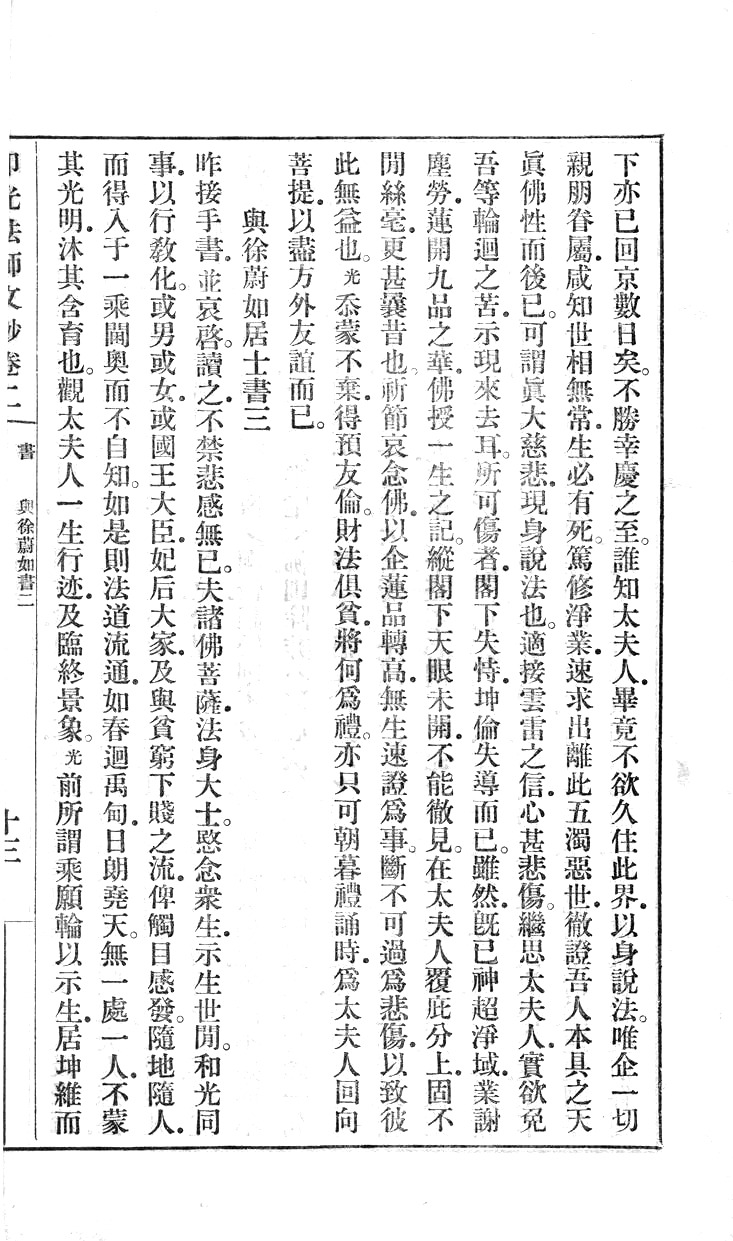 下亦已回京數日矣。不勝幸慶之至。誰知太夫人。畢竟不欲久住此界。以身說法。唯企一切
親朋眷屬。咸知世相無常。生必有死。篤修淨業。速求出離此五濁惡世。徹證吾人本具之天
眞佛性而後已。可謂眞大慈悲。現身說法也。適接雲雷之信。心甚悲傷。繼思太夫人。實欲免
吾等輪迴之苦。示現來去耳。所可傷者。閣下失恃。坤倫失導而已。雖然。旣已神超淨域。業謝
塵勞。蓮開九品之華。佛授一生之記。縱閣下天眼未開。不能徹見。在太夫人覆庇分上。固不
閒絲毫。更甚曩昔也。祈節哀念佛。以企蓮品轉高。無生速證爲事。斷不可過爲悲傷。以致彼
此無益也。光忝蒙不棄。得預友倫。財法俱貧。將何爲禮。亦只可朝暮禮誦時。爲太夫人回向
菩提。以盡方外友誼而已。
與徐蔚如居士書三
昨接手書。並哀啓。讀之。不禁悲感無已。夫諸佛菩薩。法身大士。愍念衆生。示生世閒。和光同
事。以行敎化。或男或女。或國王大臣。妃后大家。及與貧窮下賤之流。俾觸目感發。隨地隨人。
而得入于一乘閫奧而不自知。如是則法道流通。如春迴禹甸。日朗堯天。無一處一人。不蒙
其光明。沐其含育也。觀太夫人一生行迹。及臨終景象。光前所謂乘願輪以示生。居坤維而
印光法師文鈔卷二 書 與徐蔚如書二 十三